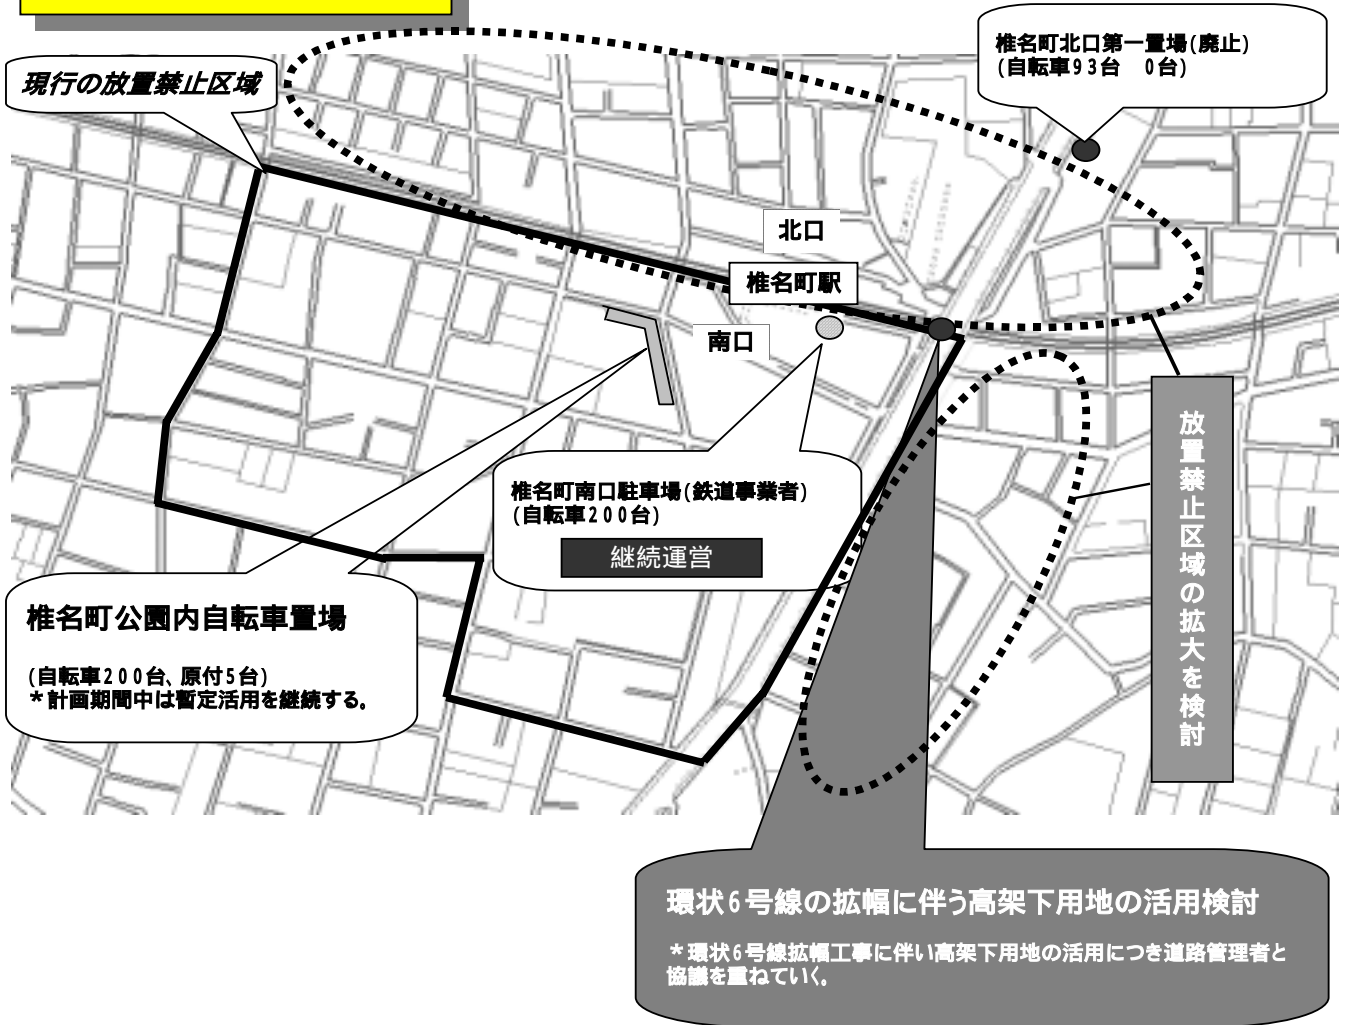 椎名町北口第一置場(廃止)
(自転車93台　0台)
現行の放置禁止区域
北口
椎名町駅
南口
椎名町南口駐車場(鉄道事業者)
(自転車200台)
継続運営
放置禁止区域の拡大を検討
椎名町公園内自転車置場
(自転車200台、原付5台)
*計画期間中は暫定活用を継続する。
環状6号線の拡幅に伴う高架下用地の活用検討
*環状6号線拡幅工事に伴い高架下用地の活用につき道路管理者と
協議を重ねていく。